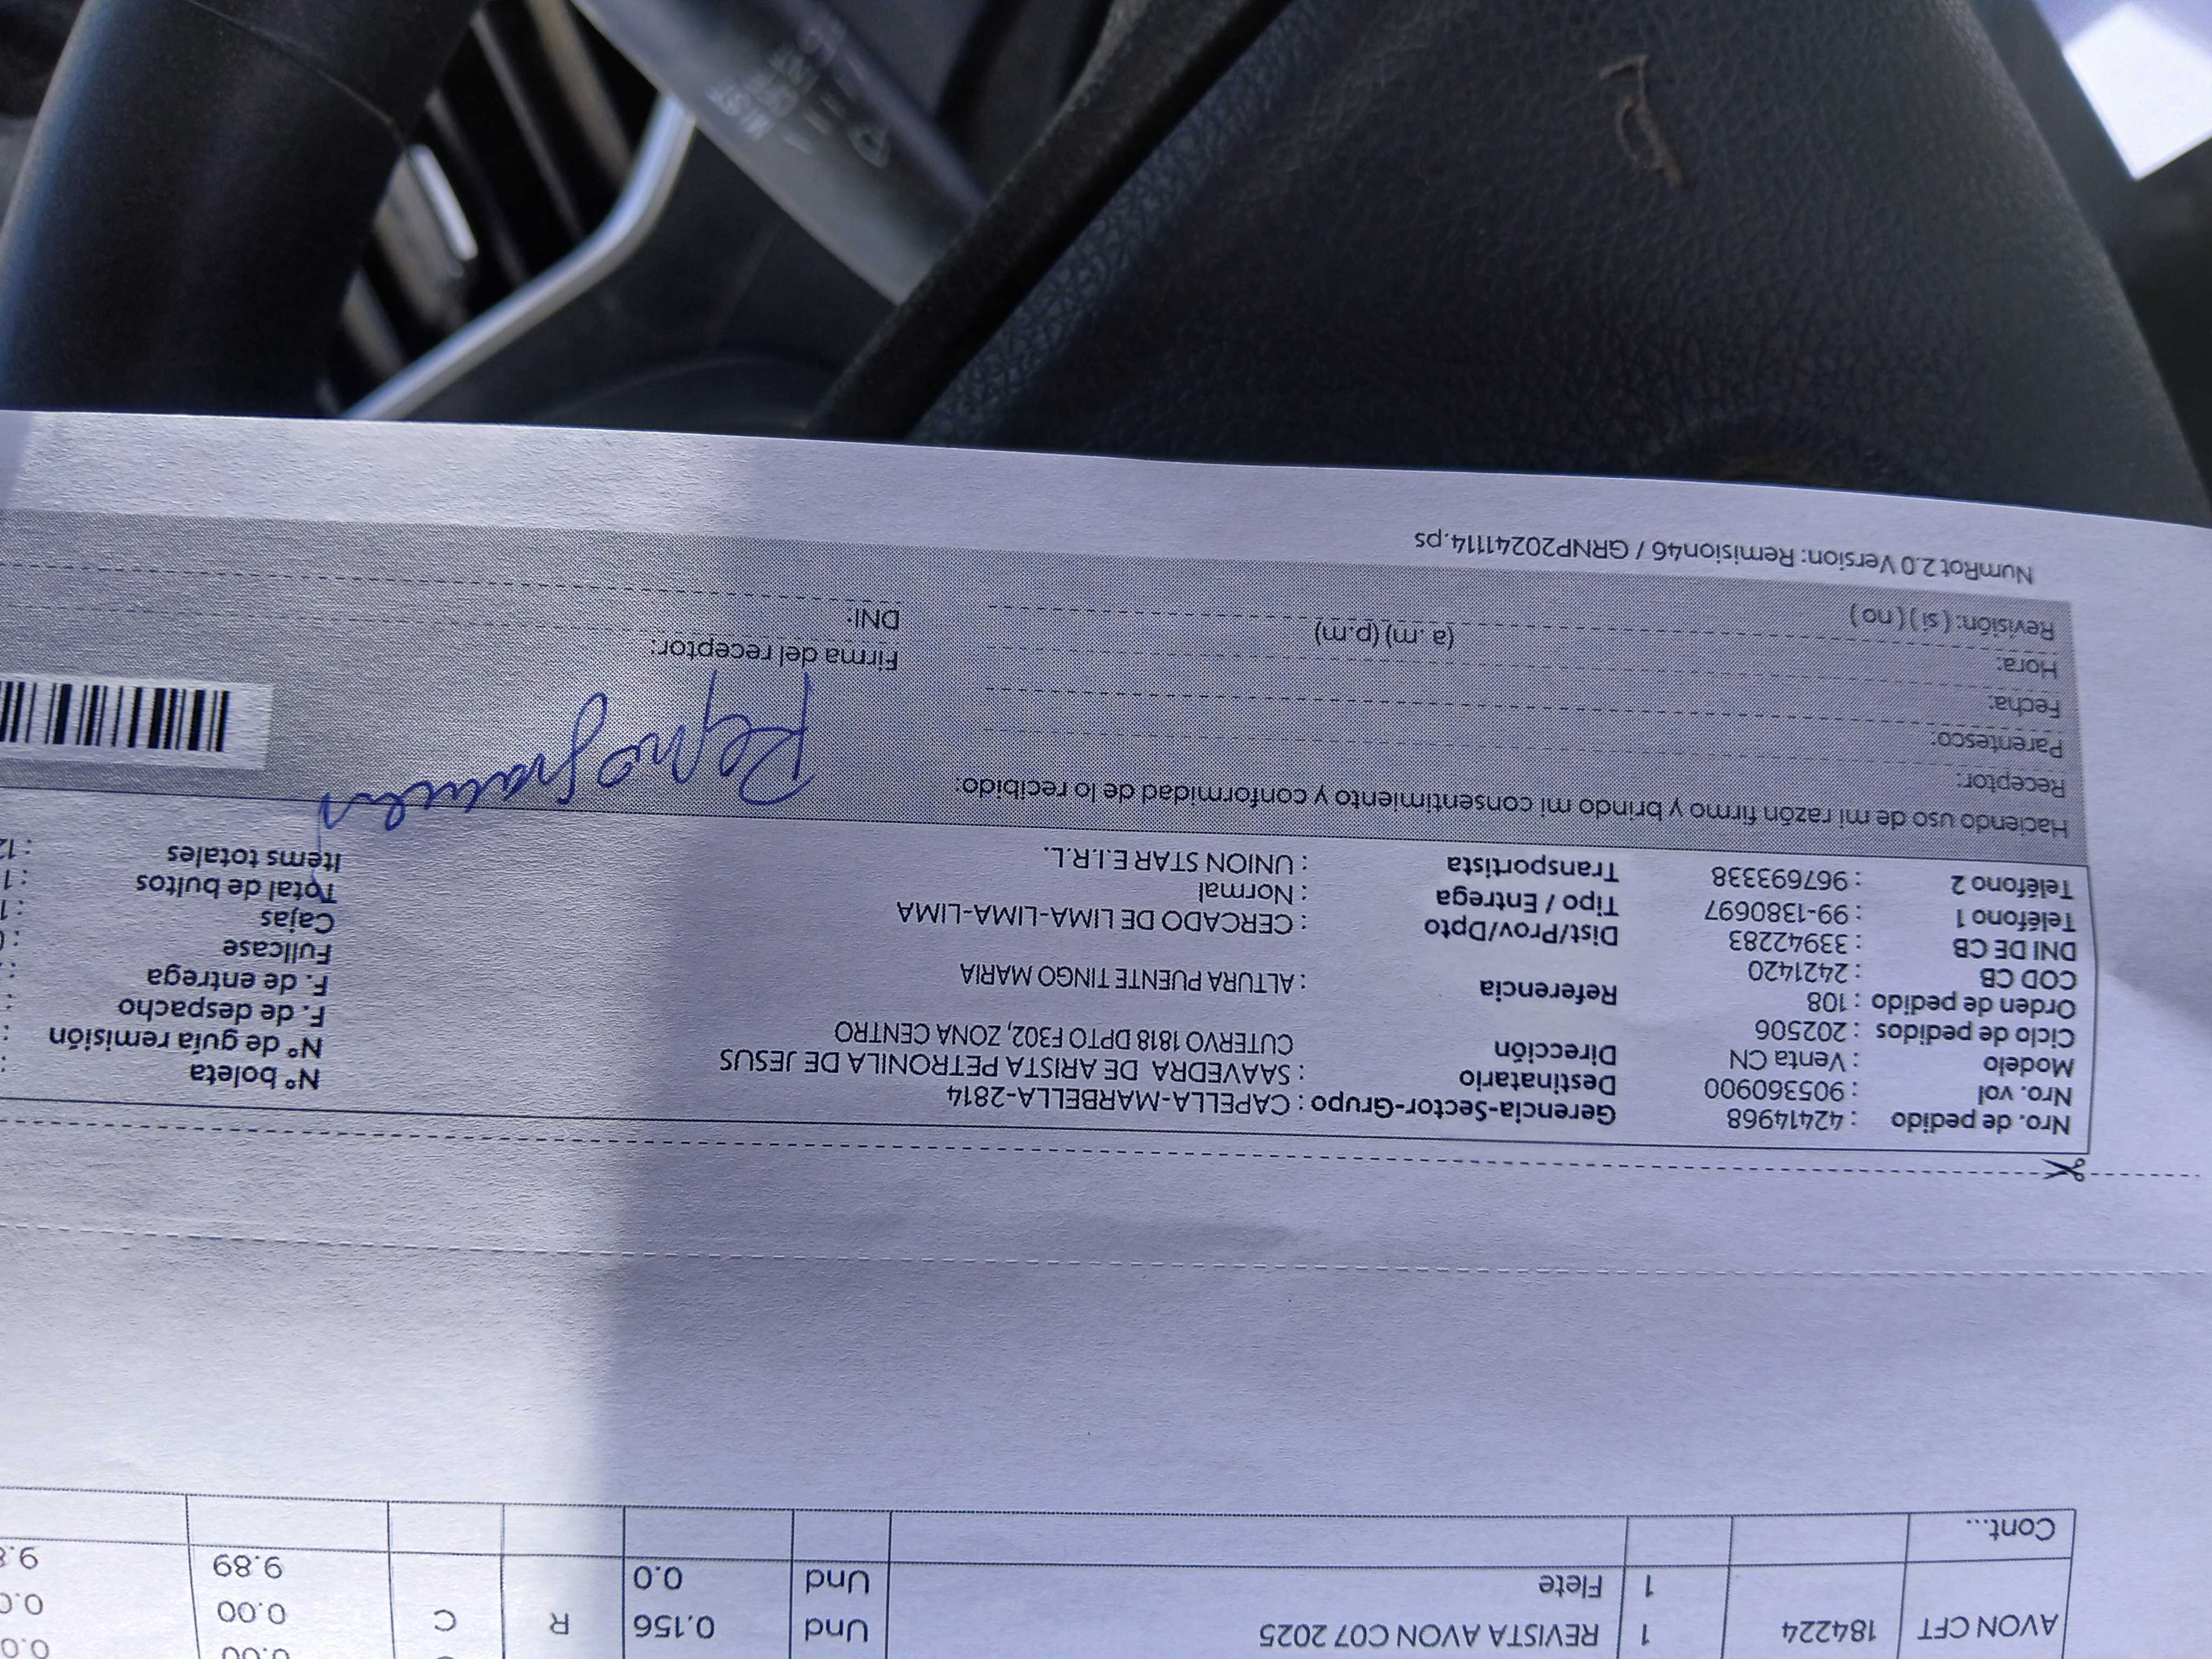 AVON CFT 184224 1 REVISTA AVON C07 2025 Und 0.156 R C 0.00
1 Flete Und 0.0 9.89
Cont...
Nro. de pedido : 42414968 Gerencia-Sector-Grupo : CAPELLA-MARBELLA-2814
Nro. vol : 905360900 Destinatario : SAAVEDRA DE ARISTA PETRONILA DE JESUS Nº boleta :
Modelo : Venta CN Dirección CUTERVO 1818 DPTO F302, ZONA CENTRO Nº de guía remisión :
Ciclo de pedidos : 202506 F. de despacho :
Orden de pedido : 108 Referencia : ALTURA PUENTE TINGO MARIA F. de entrega :
COD CB : 2421420 Fullcase :
DNI DE CB : 33942283 Dist/Prov/Dpto : CERCADO DE LIMA-LIMA-LIMA Cajas :
Teléfono 1 : 99-1380697 Tipo / Entrega : Normal Total de bultos :
Teléfono 2 : 967693338 Transportista : UNION STAR E.I.R.L. Items totales :
Haciendo uso de mi razón firmo y brindo mi consentimiento y conformidad de lo recibido:
Receptor:
Parentesco:
Fecha:
Hora: (a. m) (p.m) Firma del receptor:
Revisión: ( si ) ( no ) DNI:
NumRot 2.0 Version: Remision46 / GRNP20241114.ps
MIST
OFF
INT
LO